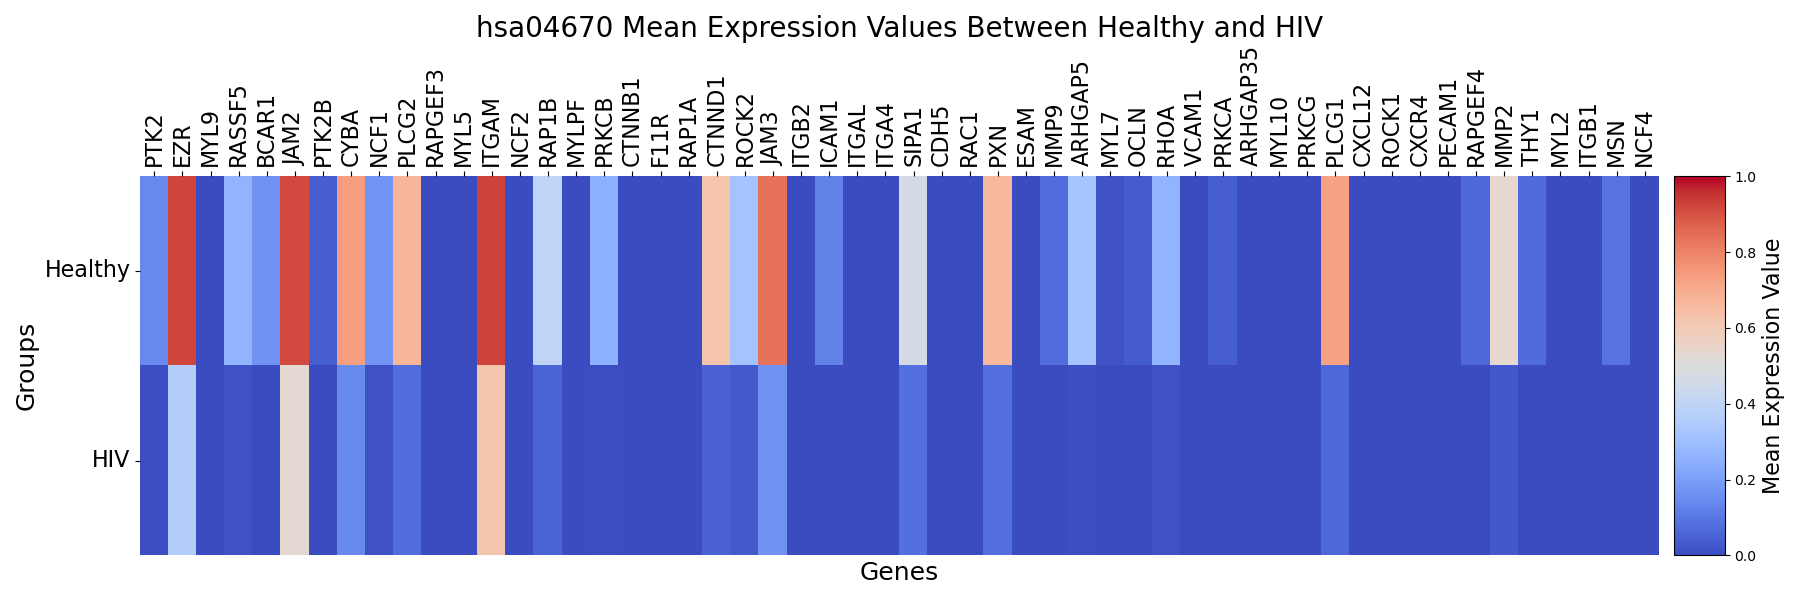 hsa04670 Mean Expression Values Between Healthy and HIV
PTK2
EZR
MYL9
RASSF5
BCAR1
JAM2
PTK2B
CYBA
NCF1
PLCG2
RAPGEF3
MYL5
ITGAM
NCF2
RAP1B
MYLPF
PRKCB
CTNNB1
F11R
RAP1A
CTNND1
ROCK2
JAM3
ITGB2
ICAM1
ITGAL
ITGA4
SIPA1
CDH5
RAC1
PXN
ESAM
MMP9
ARHGAP5
MYL7
OCLN
RHOA
VCAM1
PRKCA
ARHGAP35
MYL10
PRKCG
PLCG1
CXCL12
ROCK1
CXCR4
PECAM1
RAPGEF4
MMP2
THY1
MYL2
ITGB1
MSN
NCF4
Groups
Healthy
HIV
Genes
1.0
0.8
0.6
0.4
0.2
0.0
Mean Expression Value